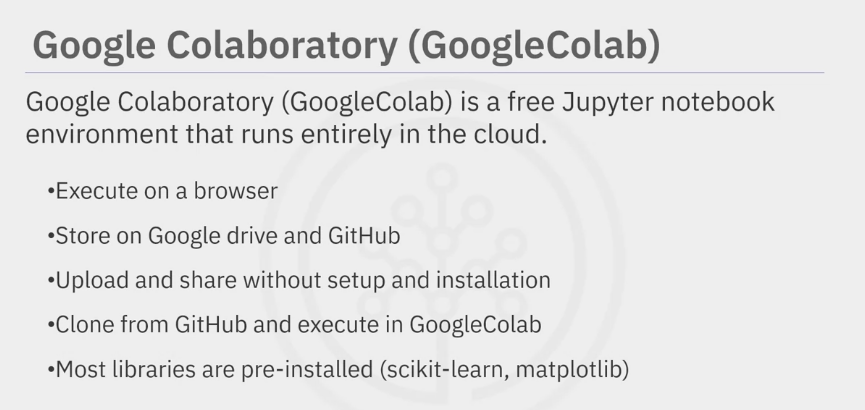 Google Colaboratory (GoogleColab)
Google Colaboratory (GoogleColab) is a free Jupyter notebook
environment that runs entirely in the cloud.
•Execute on a browser
•Store on Google drive and GitHub
•Upload and share without setup and installation
•Clone from GitHub and execute in GoogleColab
•Most libraries are pre-installed (scikit-learn, matplotlib)